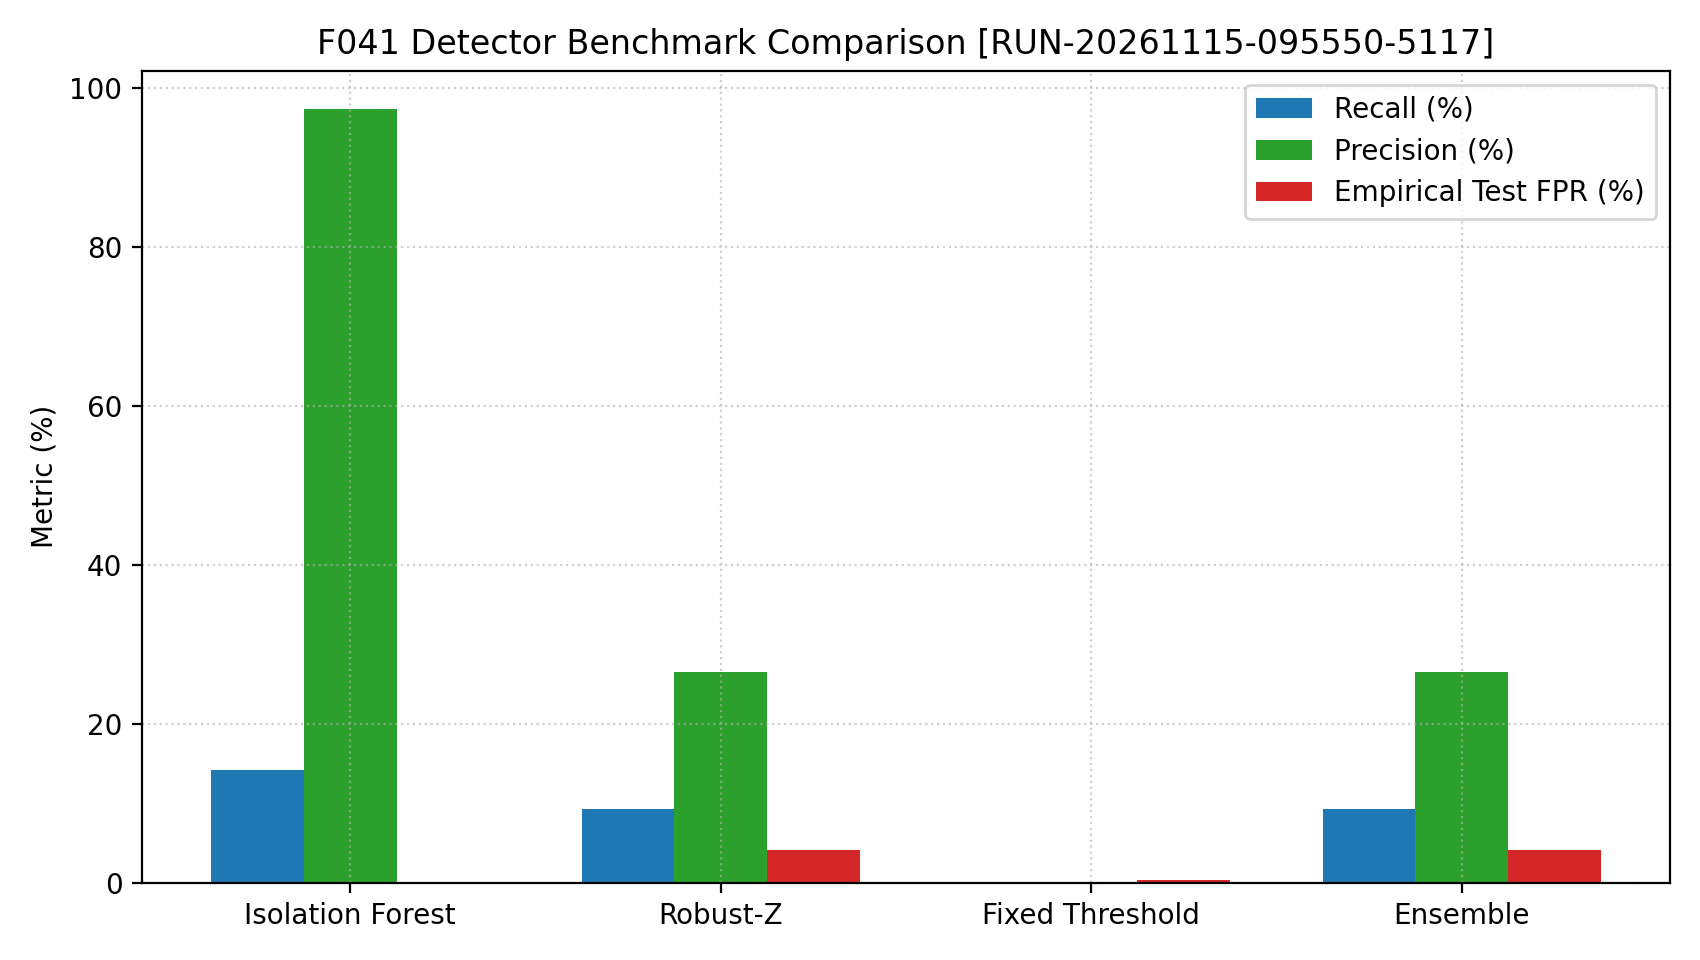 F041 Detector Benchmark Comparison [RUN-20261115-095550-5117]
Recall (%)
Precision (%)
Empirical Test FPR (%)
Metric (%)
100
80
60
40
20
0
Isolation Forest
Robust-Z
Fixed Threshold
Ensemble